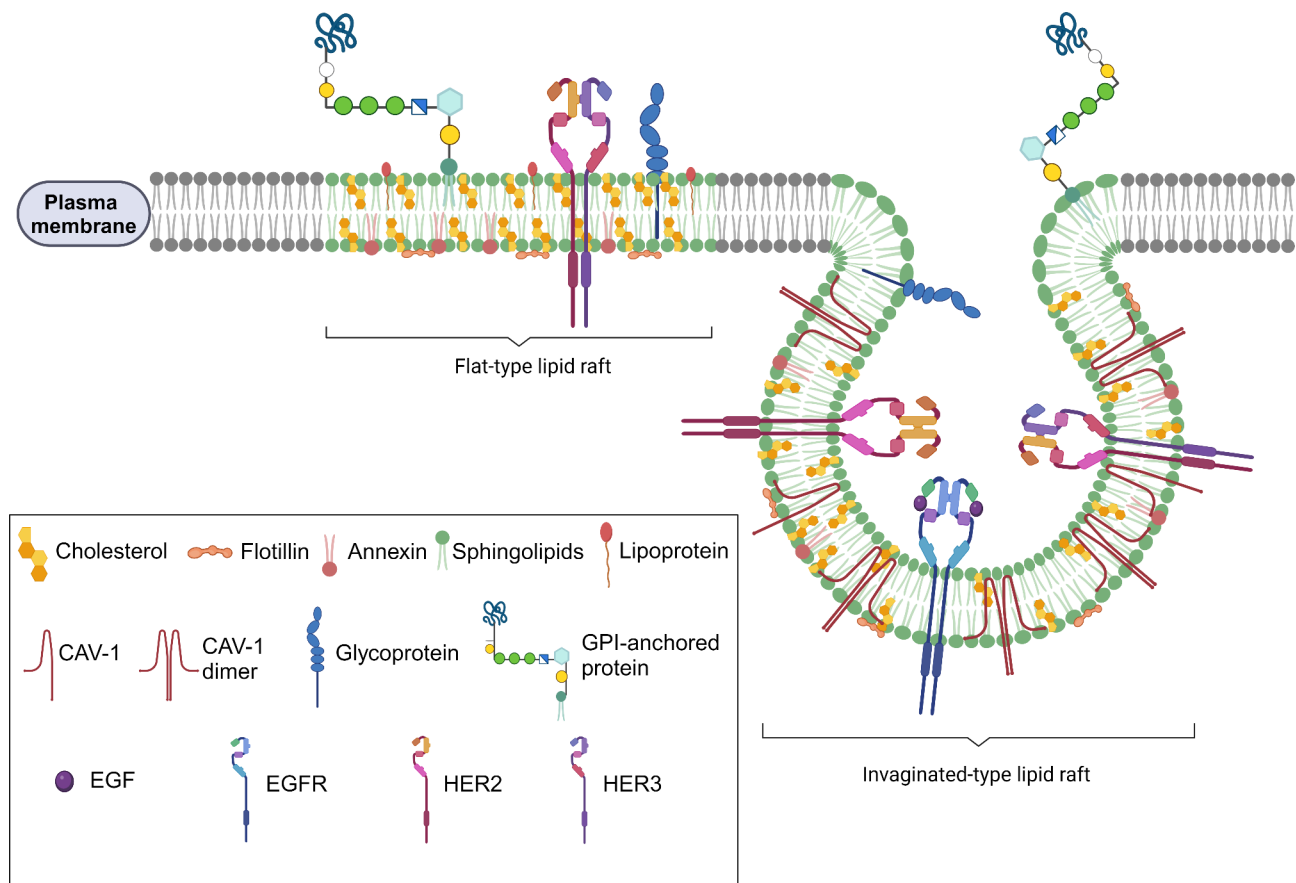 Plasma
membrane
Flat-type lipid raft
Cholesterol
Flotillin
Annexin
Sphingolipids
Lipoprotein
CAV-1
CAV-1
dimer
Glycoprotein
GPI-anchored
protein
EGF
EGFR
HER2
HER3
Invaginated-type lipid raft